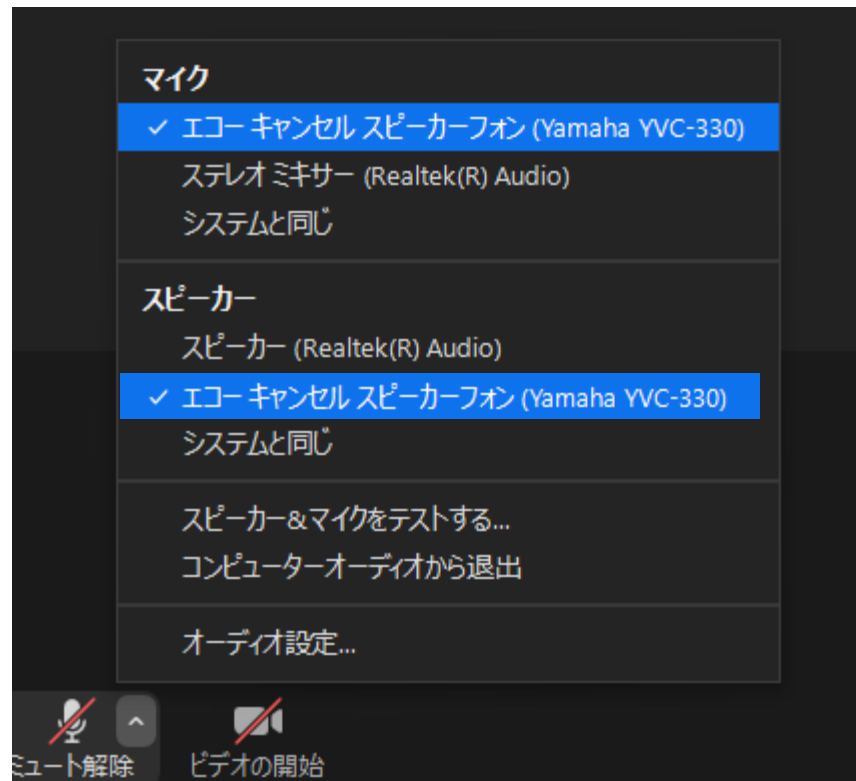 マイク
エコー キャンセル スピーカーフォン (Yamaha YVC-330)
ステレオ ミキサー (Realtek(R) Audio)
システムと同じ
スピーカー
スピーカー (Realtek(R) Audio)
エコー キャンセル スピーカーフォン (Yamaha YVC-330)
システムと同じ
スピーカー&マイクをテストする...
コンピューターオーディオから退出
オーディオ設定...
ミュート解除
ビデオの開始